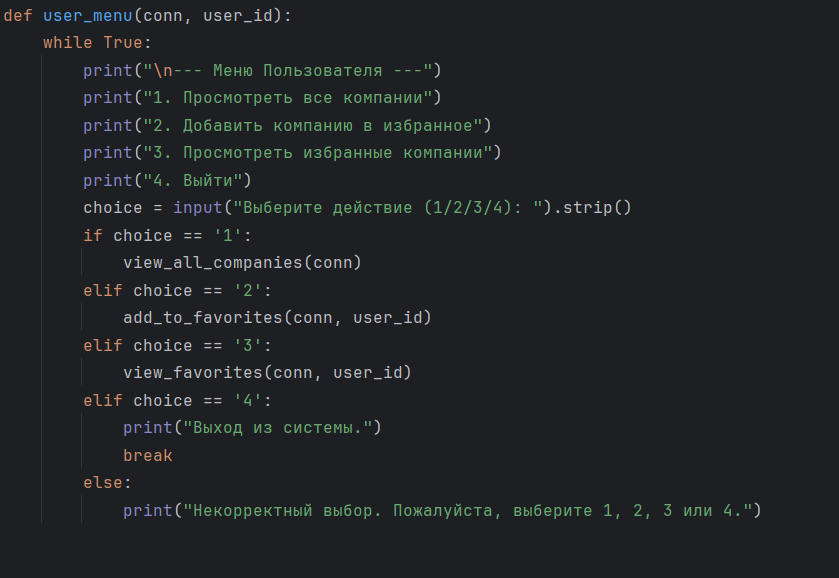 def user_menu(conn, user_id):
    while True:
        print("\n--- Меню Пользователя ---")
        print("1. Просмотреть все компании")
        print("2. Добавить компанию в избранное")
        print("3. Просмотреть избранные компании")
        print("4. Выйти")
        choice = input("Выберите действие (1/2/3/4): ").strip()
        if choice == '1':
            view_all_companies(conn)
        elif choice == '2':
            add_to_favorites(conn, user_id)
        elif choice == '3':
            view_favorites(conn, user_id)
        elif choice == '4':
            print("Выход из системы.")
            break
        else:
            print("Некорректный выбор. Пожалуйста, выберите 1, 2, 3 или 4.")